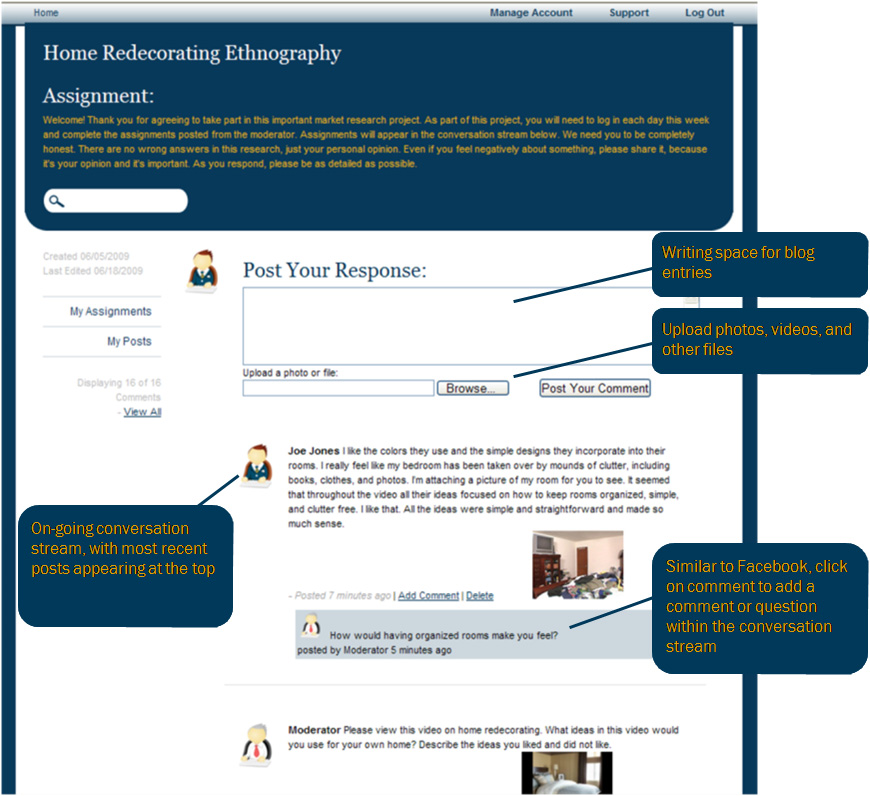 Home
Manage Account Support Log Out
Home Redecorating Ethnography
Assignment:
Welcome! Thank you for agreeing to take part in this important market research project. As part of this project, you will need to log in each day this week
and complete the assignments posted from the moderator. Assignments will appear in the conversation stream below. We need you to be completely
honest. There are no wrong answers in this research, just your personal opinion. Even if you feel negatively about something, please share it, because
it's your opinion and it's important. As you respond, please be as detailed as possible.
Created 06/05/2009
Last Edited 06/18/2009
My Assignments
My Posts
Displaying 16 of 16
Comments
- View All
Post Your Response:
Writing space for blog
entries
Upload photos, videos, and
other files
Upload a photo or file:
Browse...
Post Your Comment
Joe Jones I like the colors they use and the simple designs they incorporate into their
rooms. I really feel like my bedroom has been taken over by mounds of clutter, including
books, clothes, and photos. I'm attaching a picture of my room for you to see. It seemed
that throughout the video all their ideas focused on how to keep rooms organized, simple,
and clutter free. I like that. All the ideas were simple and straightforward and made so
much sense.
On-going conversation
stream, with most recent
posts appearing at the top
- Posted 7 minutes ago | Add Comment | Delete
How would having organized rooms make you feel?
posted by Moderator 5 minutes ago
Similar to Facebook, click
on comment to add a
comment or question
within the conversation
stream
Moderator Please view this video on home redecorating. What ideas in this video would
you use for your own home? Describe the ideas you liked and did not like.